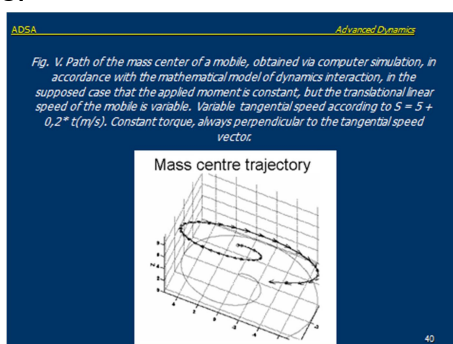 ADSA
Advanced Dynamics
Fig. V. Path of the mass center of a mobile, obtained via computer simulation, in
accordance with the mathematical model of dynamics interaction, in the
supposed case that the applied moment is constant, but the translational linear
speed of the mobile is variable. Variable tangential speed according to S = 5 +
0,2* t(m/s). Constant torque, always perpendicular to the tangential speed
vector.
Mass centre trajectory
40